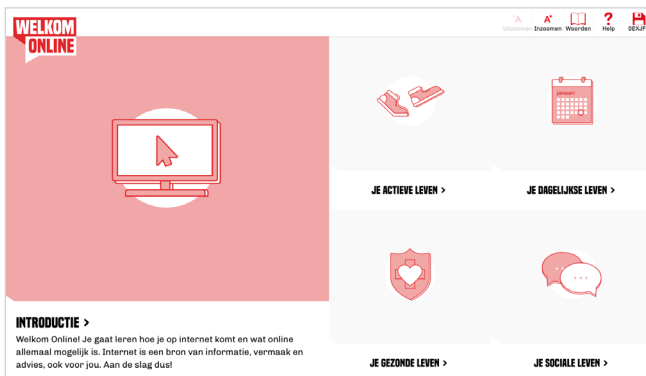 WELKOM
ONLINE
Uitzoomen Inzoomen Woorden Help 0EXJF
januari
JE ACTIEVE LEVEN >
JE DAGELIJKSE LEVEN >
JE GEZONDE LEVEN >
JE SOCIALE LEVEN >
INTRODUCTIE >
Welkom Online! Je gaat leren hoe je op internet komt en wat online
allemaal mogelijk is. Internet is een bron van informatie, vermaak en
advies, ook voor jou. Aan de slag dus!